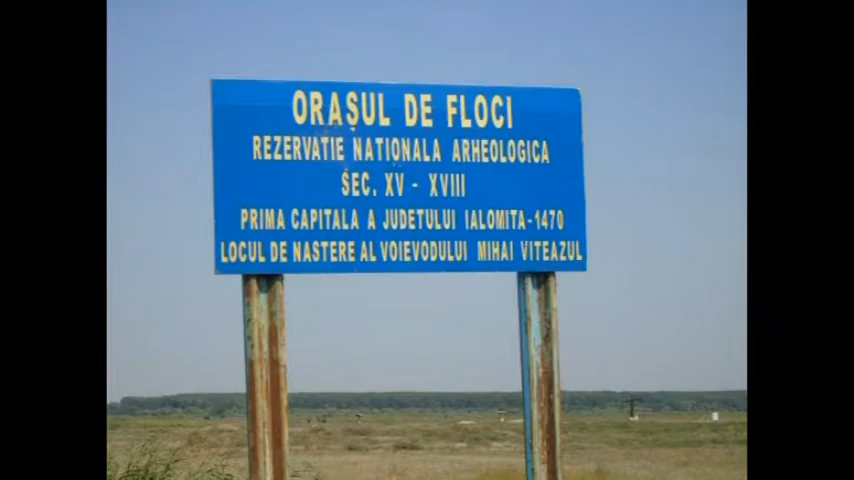 ORAȘUL DE FLOCI
REZERVATIE NATIONALA ARHEOLOGICA
SEC. XV - XVIII
PRIMA CAPITALA A JUDETULUI IALOMITA-1470
LOCUL DE NASTERE AL VOIEVODULUI MIHAI VITEAZUL